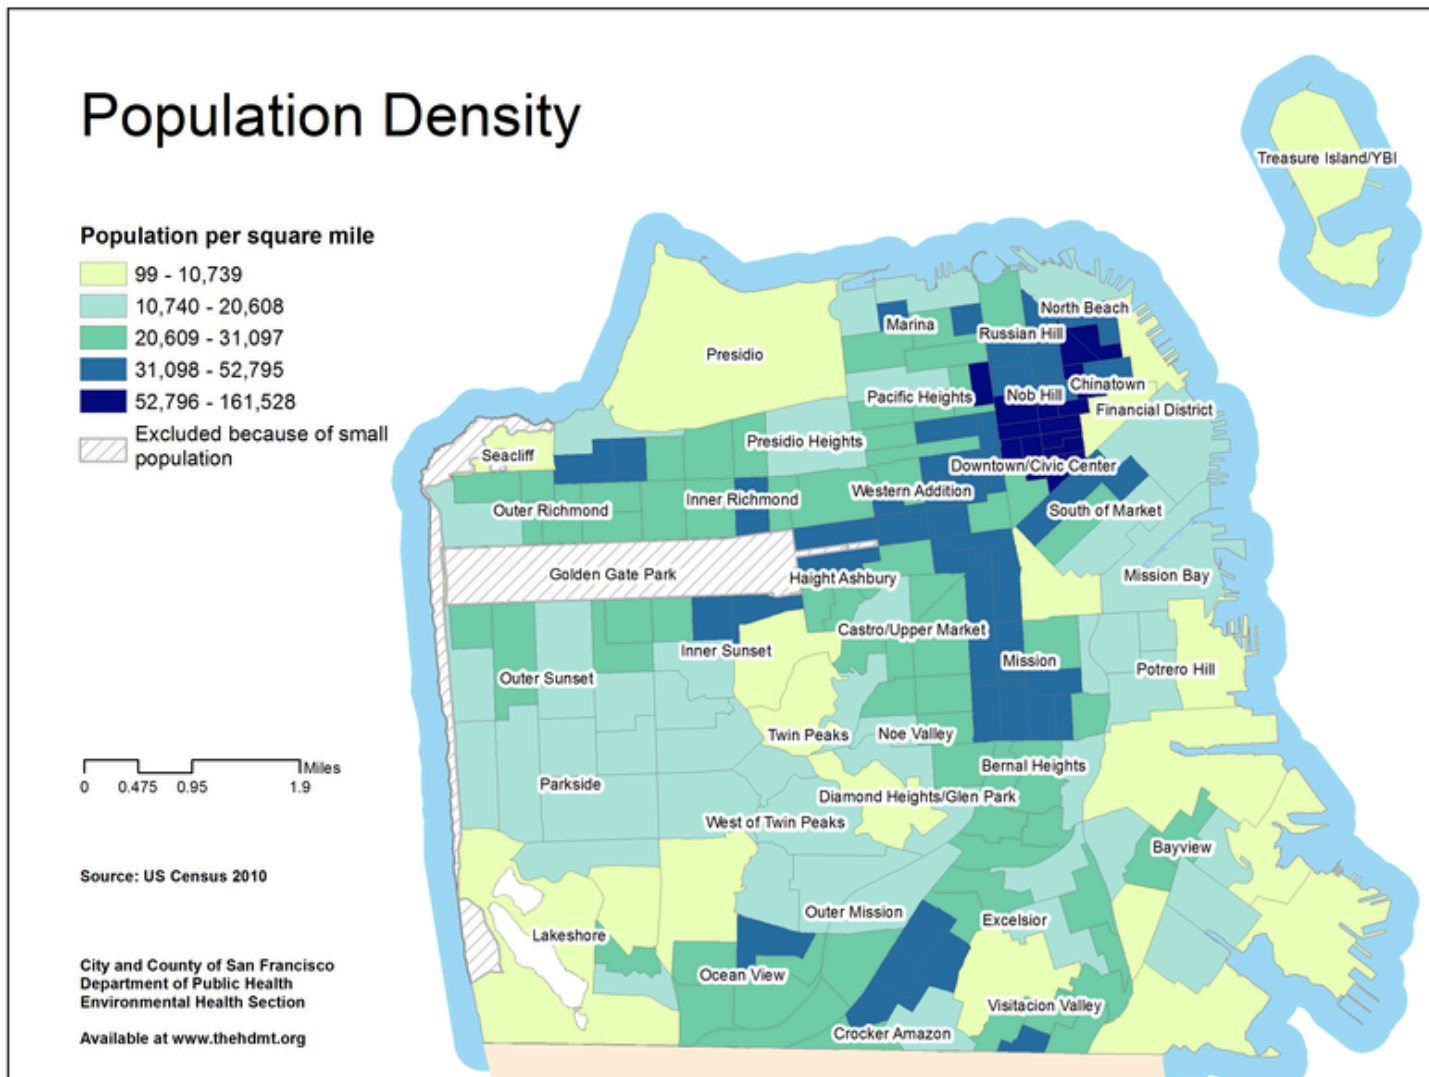 Population Density
Population per square mile
99 - 10,739
10,740 - 20,608
20,609 - 31,097
31,098 - 52,795
52,796 - 161,528
Excluded because of small
population
Treasure Island/YBI
North Beach
Marina
Russian Hill
Presidio
Chinatown
Pacific Heights
Nob Hill
Financial District
Presidio Heights
Seacliff
Downtown/Civic Center
Western Addition
Inner Richmond
Outer Richmond
South of Market
Golden Gate Park
Haight Ashbury
Mission Bay
Castro/Upper Market
Inner Sunset
Mission
Potrero Hill
Outer Sunset
Twin Peaks
Noe Valley
Bernal Heights
Miles
0 0.475 0.95 1.9
Parkside
Diamond Heights/Glen Park
West of Twin Peaks
Bayview
Source: US Census 2010
Outer Mission
Excelsior
Lakeshore
Ocean View
Visitacion Valley
Crocker Amazon
City and County of San Francisco
Department of Public Health
Environmental Health Section
Available at www.thehdmt.org